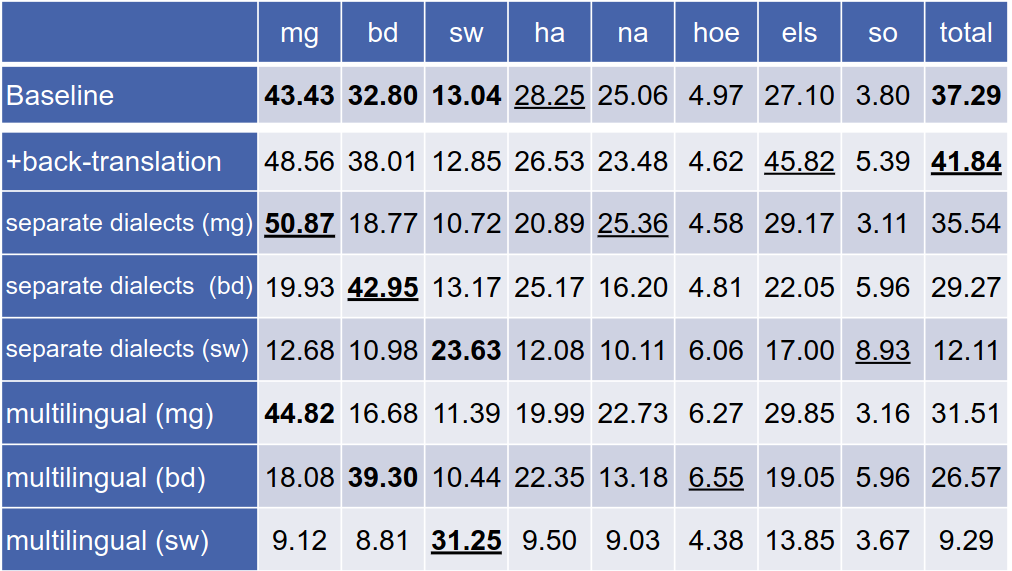 mg bd sw ha na hoe els so total
Baseline 43.43 32.80 13.04 28.25 25.06 4.97 27.10 3.80 37.29
+back-translation 48.56 38.01 12.85 26.53 23.48 4.62 45.82 5.39 41.84
separate dialects (mg) 50.87 18.77 10.72 20.89 25.36 4.58 29.17 3.11 35.54
separate dialects (bd) 19.93 42.95 13.17 25.17 16.20 4.81 22.05 5.96 29.27
separate dialects (sw) 12.68 10.98 23.63 12.08 10.11 6.06 17.00 8.93 12.11
multilingual (mg) 44.82 16.68 11.39 19.99 22.73 6.27 29.85 3.16 31.51
multilingual (bd) 18.08 39.30 10.44 22.35 13.18 6.55 19.05 5.96 26.57
multilingual (sw) 9.12 8.81 31.25 9.50 9.03 4.38 13.85 3.67 9.29